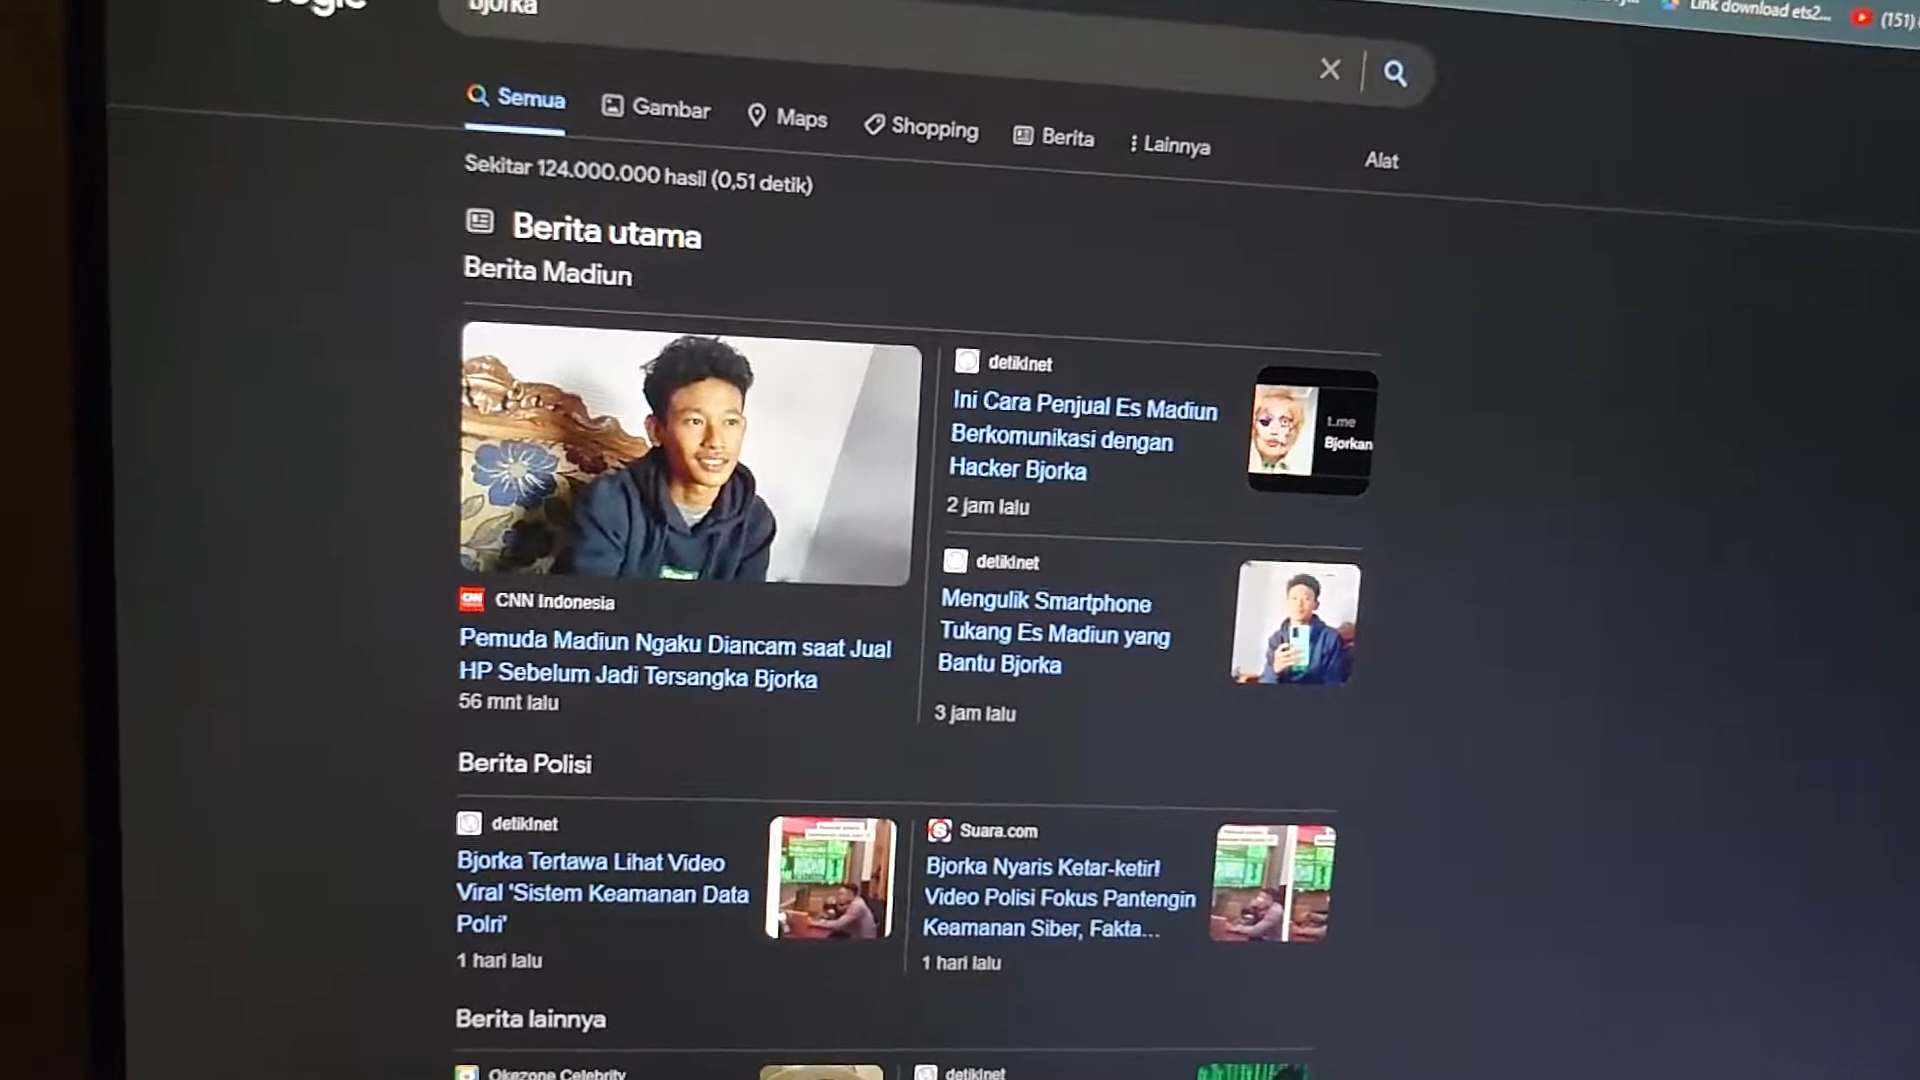 bjorka
Link download ets2...
(151)
Semua
Gambar
Maps
Shopping
Berita
Lainnya
Alat
Sekitar 124.000.000 hasil (0,51 detik)
Berita utama
Berita Madiun
CNN Indonesia
Pemuda Madiun Ngaku Diancam saat Jual
HP Sebelum Jadi Tersangka Bjorka
56 mnt lalu
detikInet
Ini Cara Penjual Es Madiun
Berkomunikasi dengan
Hacker Bjorka
2 jam lalu
t.me
Bjorkan
detikInet
Mengulik Smartphone
Tukang Es Madiun yang
Bantu Bjorka
3 jam lalu
Berita Polisi
detikInet
Bjorka Tertawa Lihat Video
Viral 'Sistem Keamanan Data
Polri'
1 hari lalu
Suara.com
Bjorka Nyaris Ketar-ketir!
Video Polisi Fokus Pantengin
Keamanan Siber, Fakta...
1 hari lalu
Berita lainnya
Okezone Celebrity
detikInet